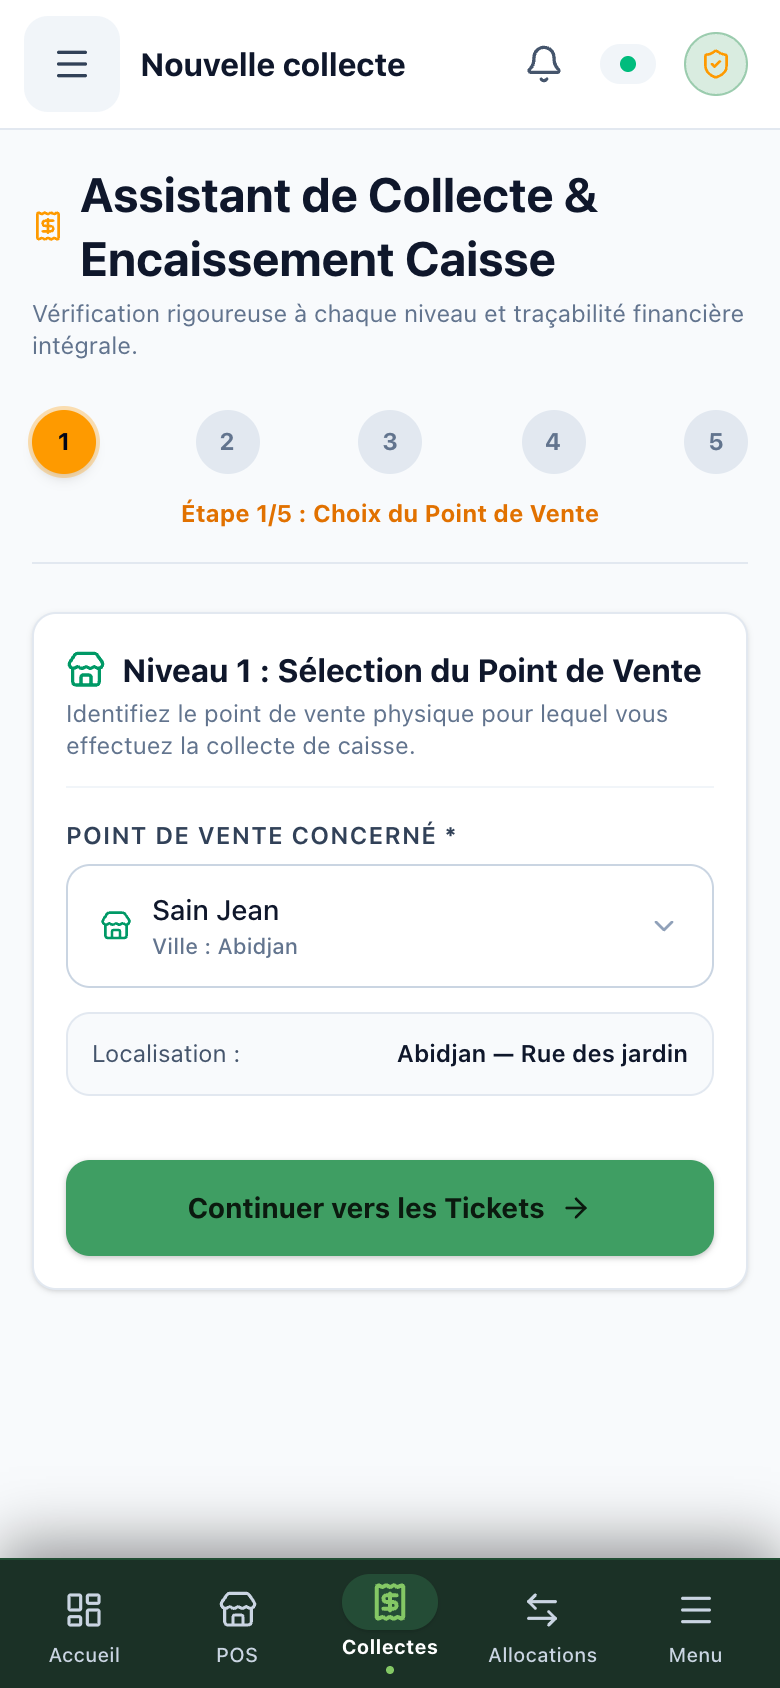 Nouvelle collecte
Assistant de Collecte &
Encaissement Caisse
Vérification rigoureuse à chaque niveau et traçabilité financière
intégrale.
1 2 3 4 5
Étape 1/5 : Choix du Point de Vente
Niveau 1 : Sélection du Point de Vente
Identifiez le point de vente physique pour lequel vous
effectuez la collecte de caisse.
POINT DE VENTE CONCERNÉ *
Sain Jean
Ville : Abidjan
Localisation : Abidjan — Rue des jardin
Continuer vers les Tickets →
Accueil POS Collectes Allocations Menu